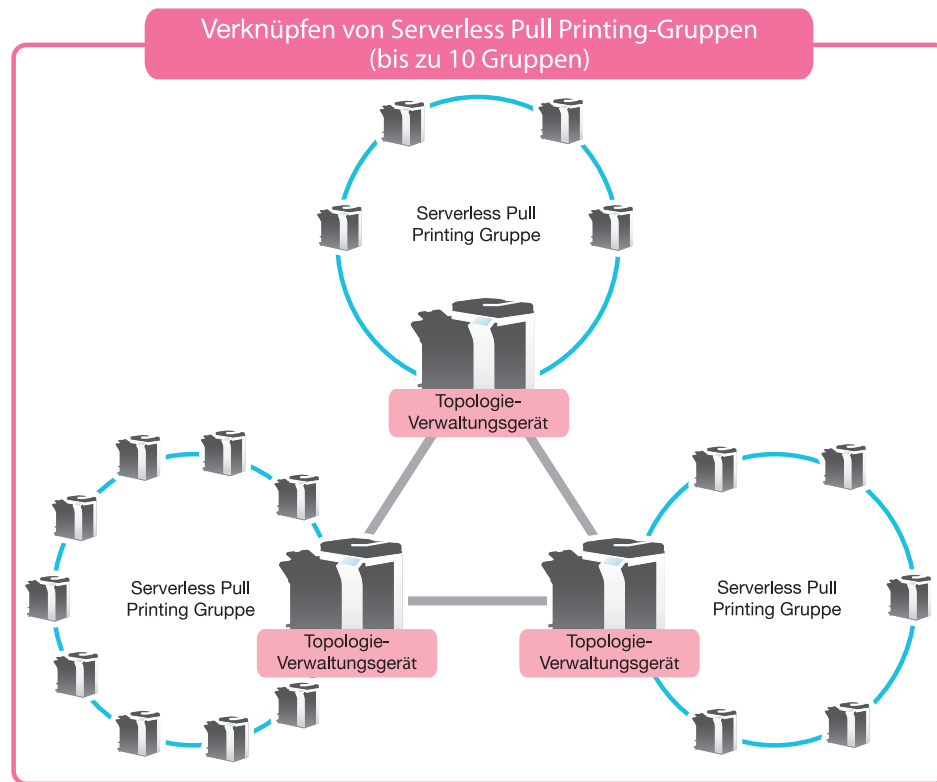 Verknüpfen von Serverless Pull Printing-Gruppen
(bis zu 10 Gruppen)
Serverless Pull
Printing Gruppe
Topologie-
Verwaltungsgerät
Serverless Pull
Printing Gruppe
Topologie-
Verwaltungsgerät
Topologie-
Verwaltungsgerät
Serverless Pull
Printing Gruppe